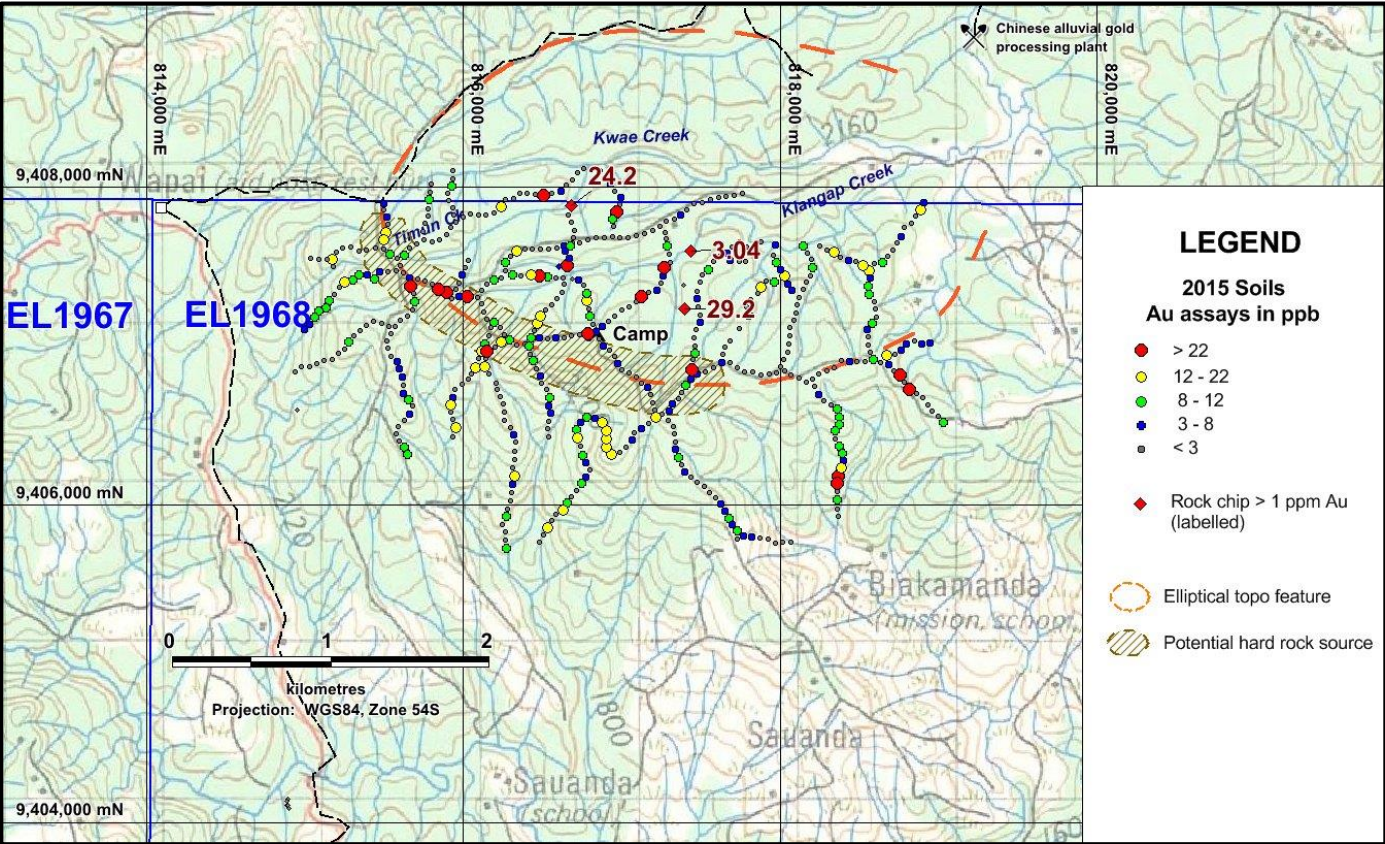 Chinese alluvial gold
processing plant
814,000 mE
816,000 mE
818,000 mE
820,000 mE
2160
Kwae Creek
9,408,000 mN
Wapai
24.2
Kiangap Creek
Timun Ck
3.04
29.2
EL1967
EL1968
Camp
9,406,000 mN
Biakamanda
(mission, school
0 1 2
kilometres
Projection: WGS84, Zone 54S
1800
Sauanda
Sauanda
(school)
9,404,000 mN
LEGEND
2015 Soils
Au assays in ppb
> 22
12 - 22
8 - 12
3 - 8
< 3
Rock chip > 1 ppm Au
(labelled)
Elliptical topo feature
Potential hard rock source